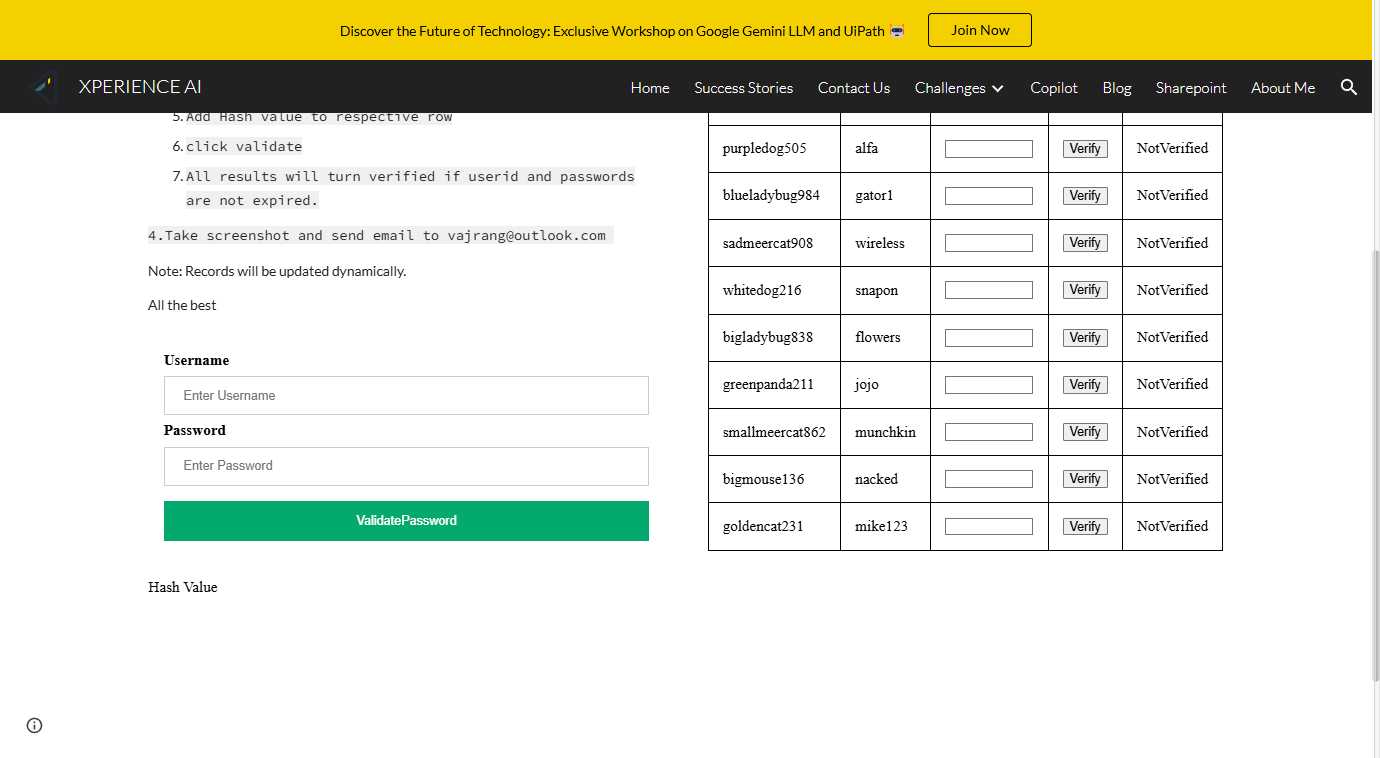 Discover the Future of Technology: Exclusive Workshop on Google Gemini LLM and UiPath
Join Now
XPERIENCE AI
Home
Success Stories
Contact Us
Challenges
Copilot
Blog
Sharepoint
About Me
5. Add Hash value to respective row
6. click validate
7. All results will turn verified if userid and passwords
are not expired.
4.Take screenshot and send email to vajrang@outlook.com
Note: Records will be updated dynamically.
All the best
Username
Enter Username
Password
Enter Password
ValidatePassword
Hash Value
purpledog505 alfa Verify NotVerified
blueladybug984 gator1 Verify NotVerified
sadmeercat908 wireless Verify NotVerified
whitedog216 snapon Verify NotVerified
bigladybug838 flowers Verify NotVerified
greenpanda211 jojo Verify NotVerified
smallmeercat862 munchkin Verify NotVerified
bigmouse136 nacked Verify NotVerified
goldencat231 mike123 Verify NotVerified